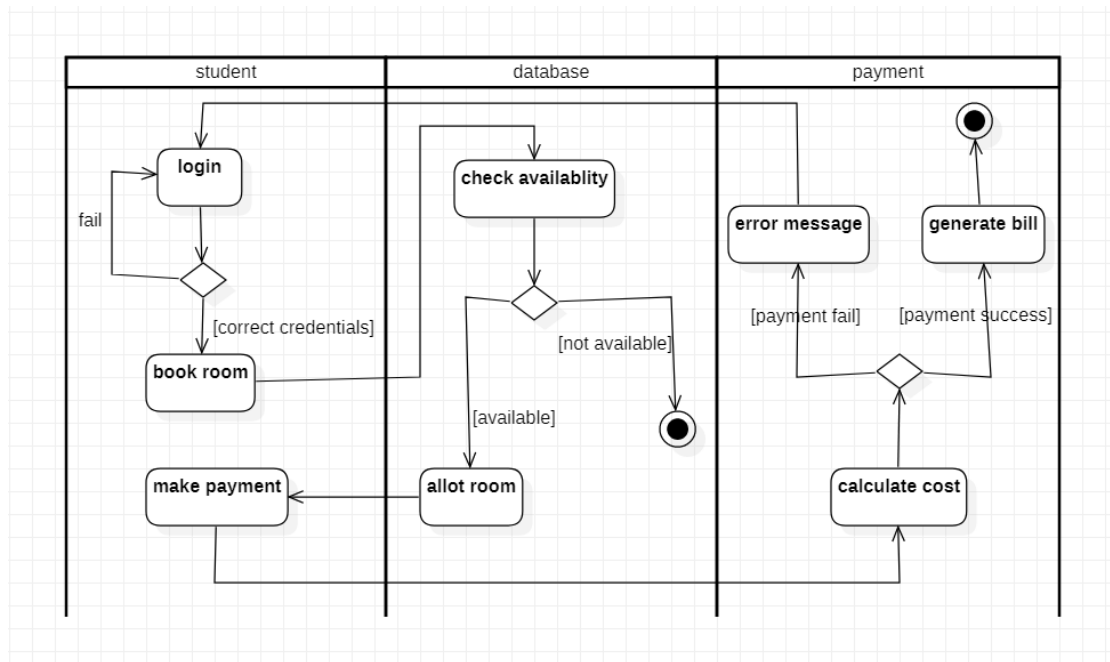 student
database
payment
login
check availablity
error message
generate bill
fail
[payment fail]
[payment success]
[correct credentials]
[not available]
book room
[available]
make payment
allot room
calculate cost